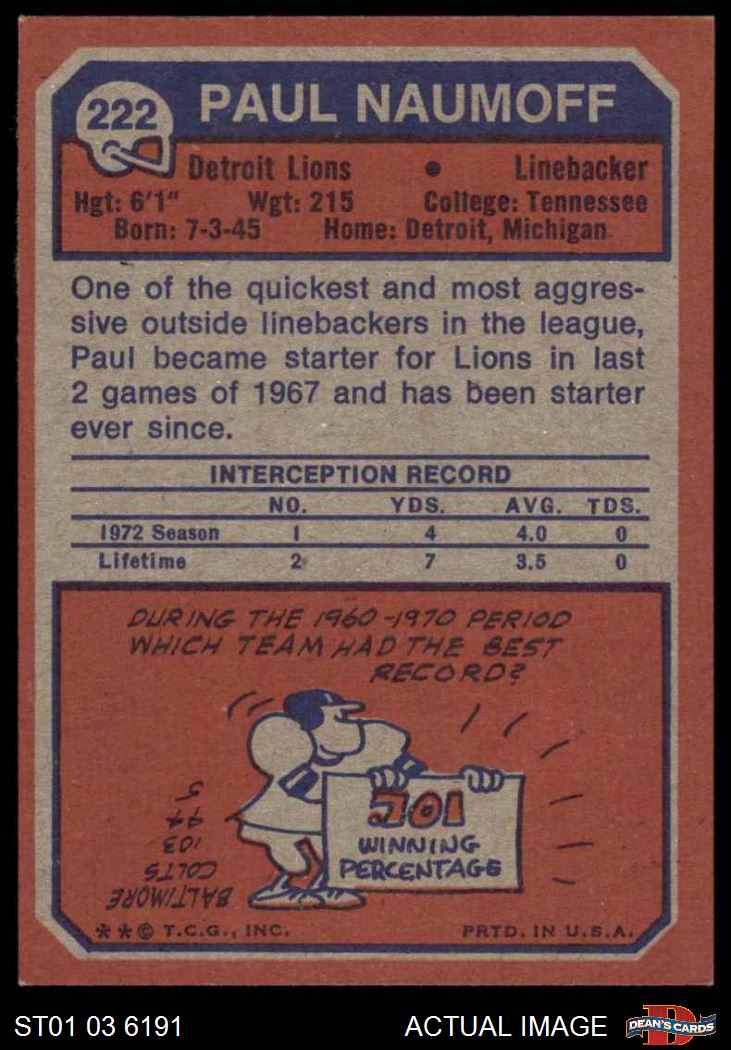 222
PAUL NAUMOFF
Detroit Lions • Linebacker
Hgt: 6'1" Wgt: 215 College: Tennessee
Born: 7-3-45 Home: Detroit, Michigan
One of the quickest and most aggres-
sive outside linebackers in the league,
Paul became starter for Lions in last
2 games of 1967 and has been starter
ever since.
INTERCEPTION RECORD
NO. YDS. AVG. TDS.
1972 Season 1 4 4.0 0
Lifetime 2 7 3.5 0
DURING THE 1960-1970 PERIOD
WHICH TEAM HAD THE BEST
RECORD?
.701
WINNING
PERCENTAGE
BALTIMORE
COLTS
103
44
5
** © T.C.G., INC. PRTD. IN U.S.A.
ST01 03 6191 ACTUAL IMAGE
D
DEAN'S CARDS